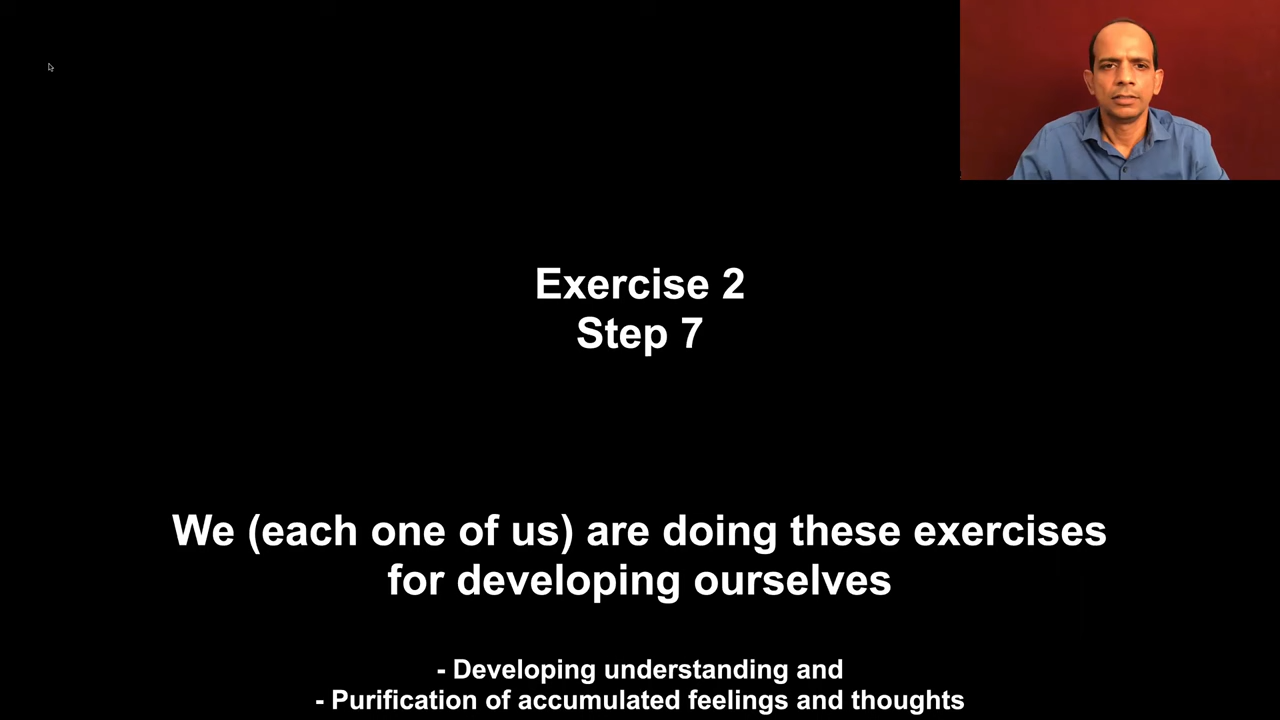 Exercise 2
Step 7
We (each one of us) are doing these exercises
for developing ourselves
- Developing understanding and
- Purification of accumulated feelings and thoughts